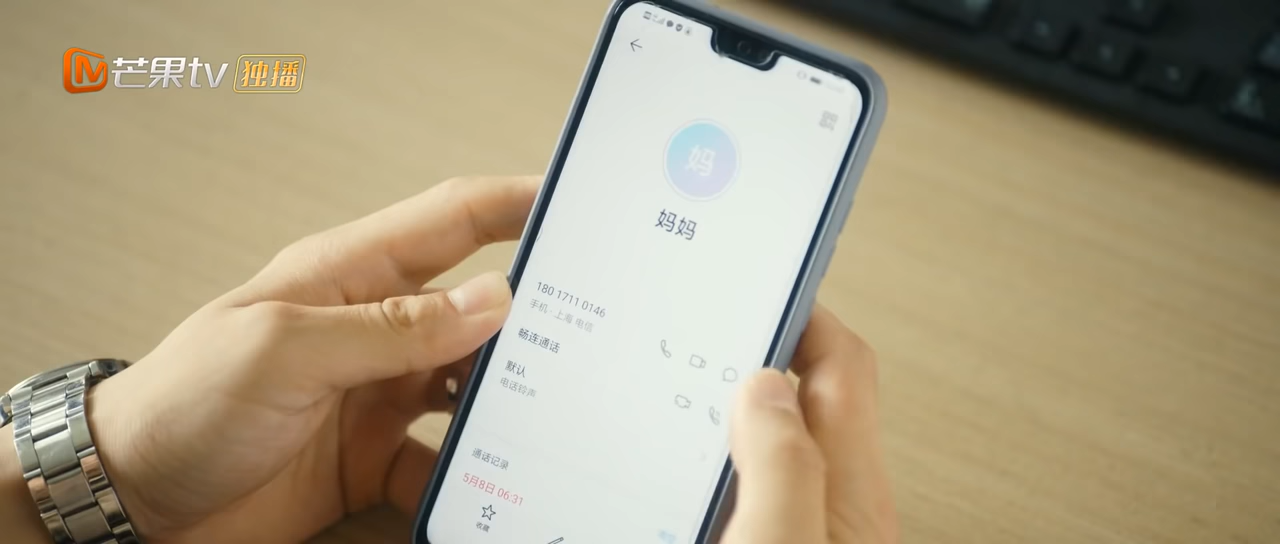 芒果tv 独播
妈
妈妈
180 1711 0146
手机 · 上海 电信
畅连通话
默认
电话铃声
通话记录
5月8日 06:31
收藏